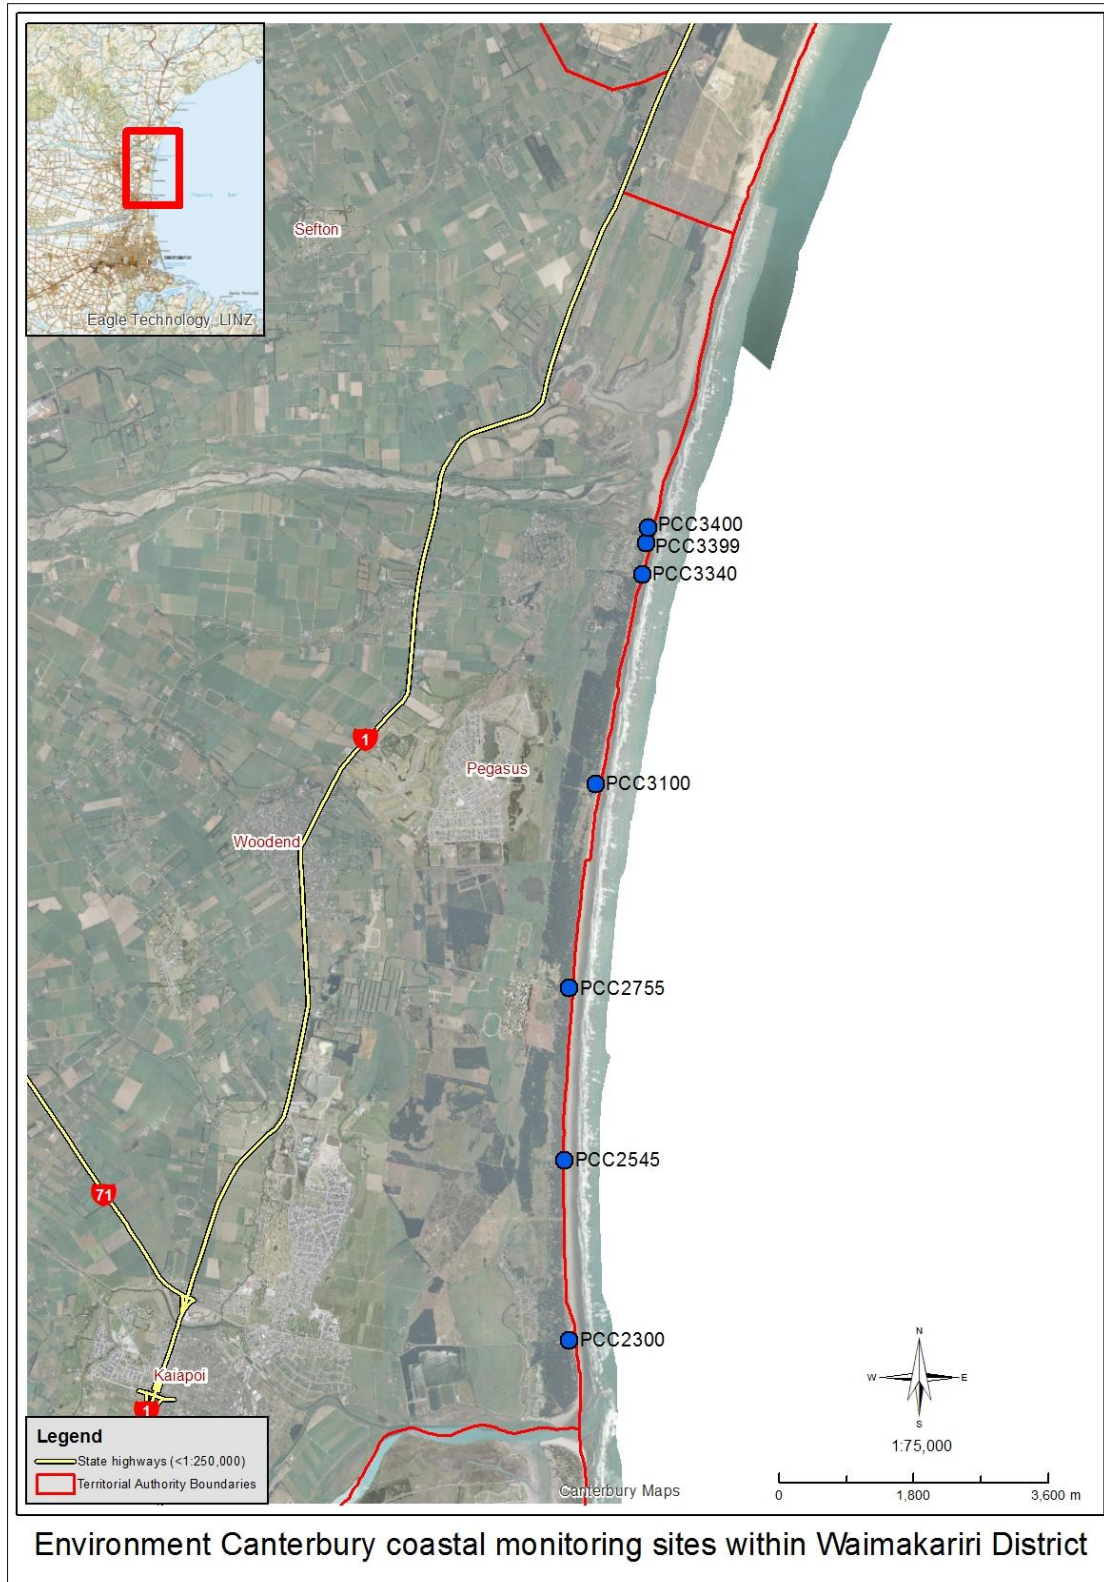 Eagle Technology, LINZ
Sefton
PCC3400
PCC3399
PCC3340
1
Pegasus
PCC3100
Woodend
PCC2755
PCC2545
71
PCC2300
Kaiapoi
1
N
W E
S
1:75,000
Legend
State highways (<1:250,000)
Territorial Authority Boundaries
Canterbury Maps
0 1,800 3,600 m
Environment Canterbury coastal monitoring sites within Waimakariri District